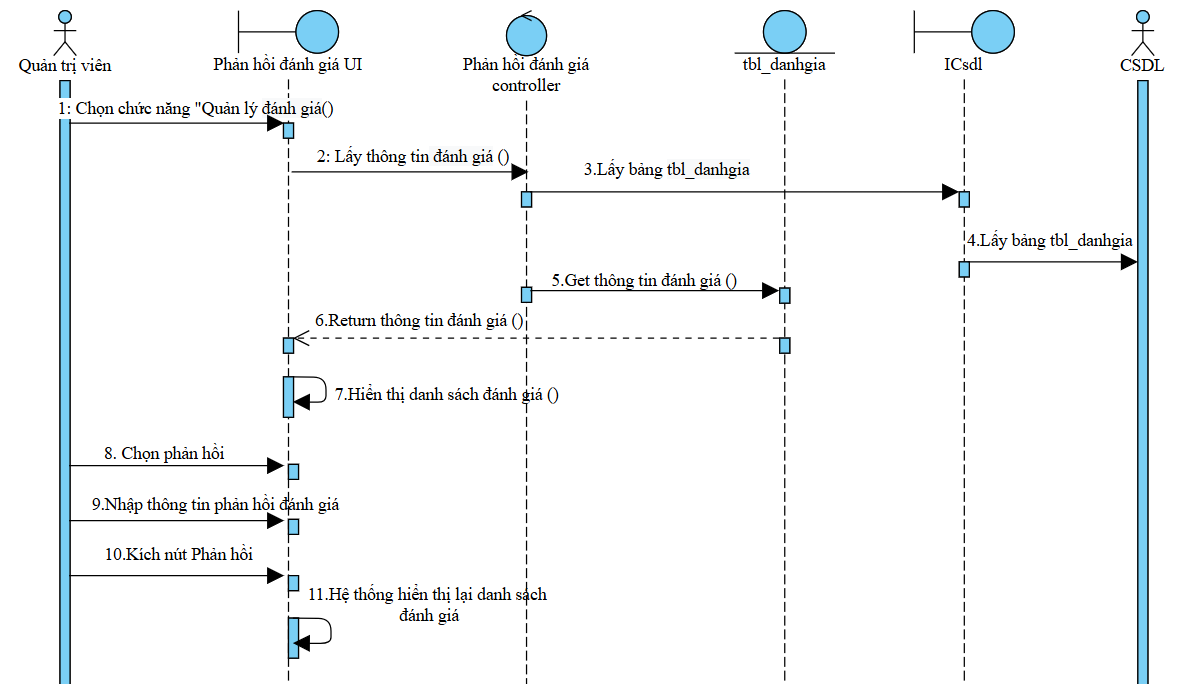 Quản trị viên
Phản hồi đánh giá UI
Phản hồi đánh giá
controller
tbl_danhgia
ICsdl
CSDL
1: Chọn chức năng "Quản lý đánh giá()
2: Lấy thông tin đánh giá ()
3.Lấy bảng tbl_danhgia
4.Lấy bảng tbl_danhgia
5.Get thông tin đánh giá ()
6.Return thông tin đánh giá ()
7.Hiển thị danh sách đánh giá ()
8. Chọn phản hồi
9.Nhập thông tin phản hồi đánh giá
10.Kích nút Phản hồi
11.Hệ thống hiển thị lại danh sách
đánh giá